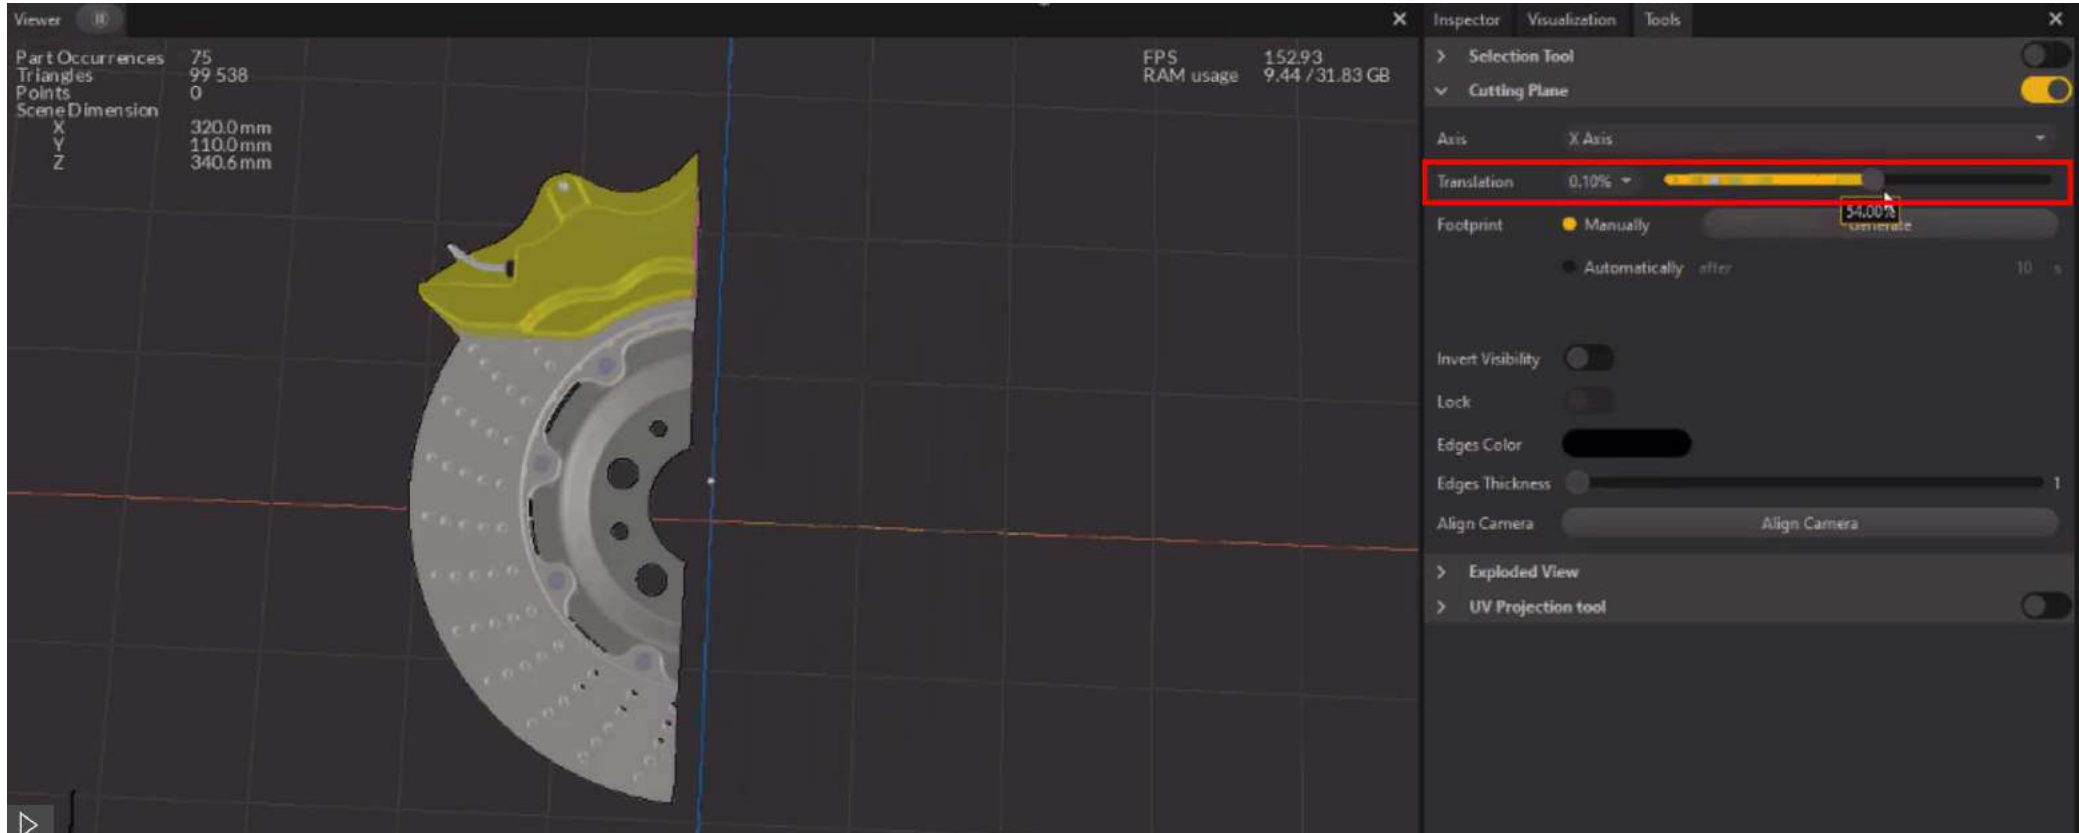 Viewer
Part Occurrences 75
Triangles 99 538
Points 0
Scene Dimension
X 320.0 mm
Y 110.0 mm
Z 340.6 mm
FPS 152.93
RAM usage 9.44 / 31.83 GB
Inspector Visualization Tools
Selection Tool
Cutting Plane
Axis X Axis
Translation 0.10%
54.00%
Footprint Manually Generate
Automatically after 10 s
Invert Visibility
Lock
Edges Color
Edges Thickness 1
Align Camera Align Camera
Exploded View
UV Projection tool